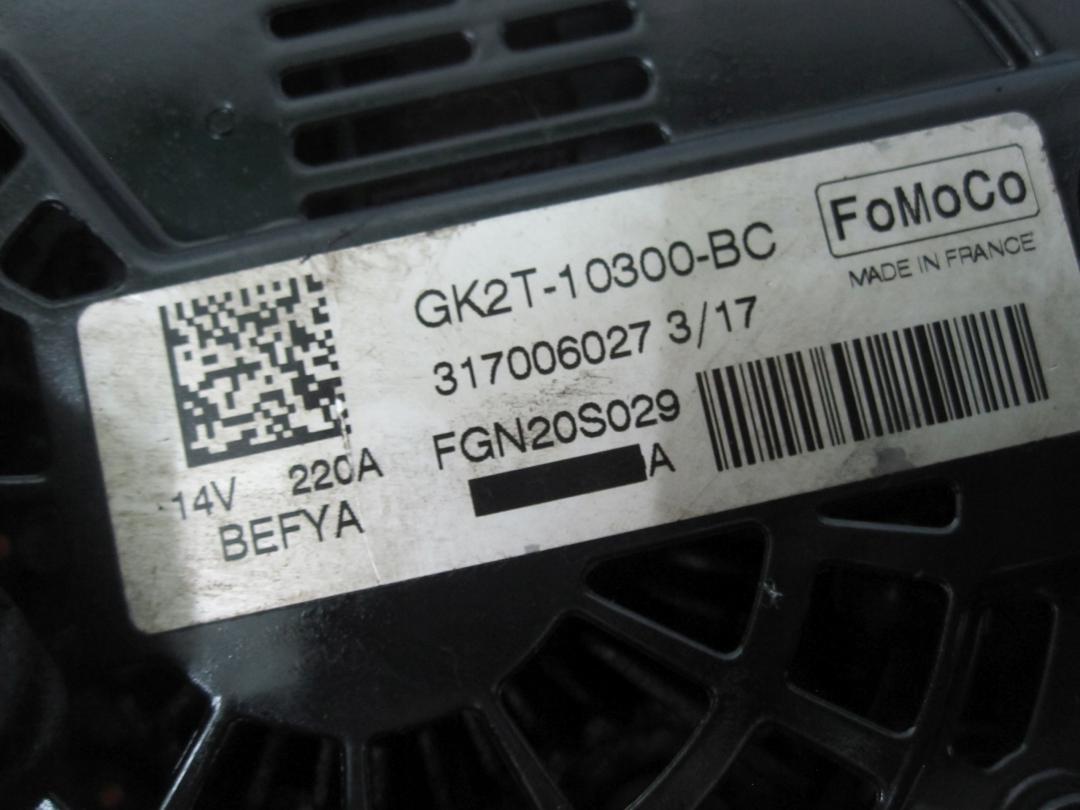 FoMoCo
MADE IN FRANCE
GK2T-10300-BC
317006027 3/17
FGN20S029
A
14V 220A
BEFYA